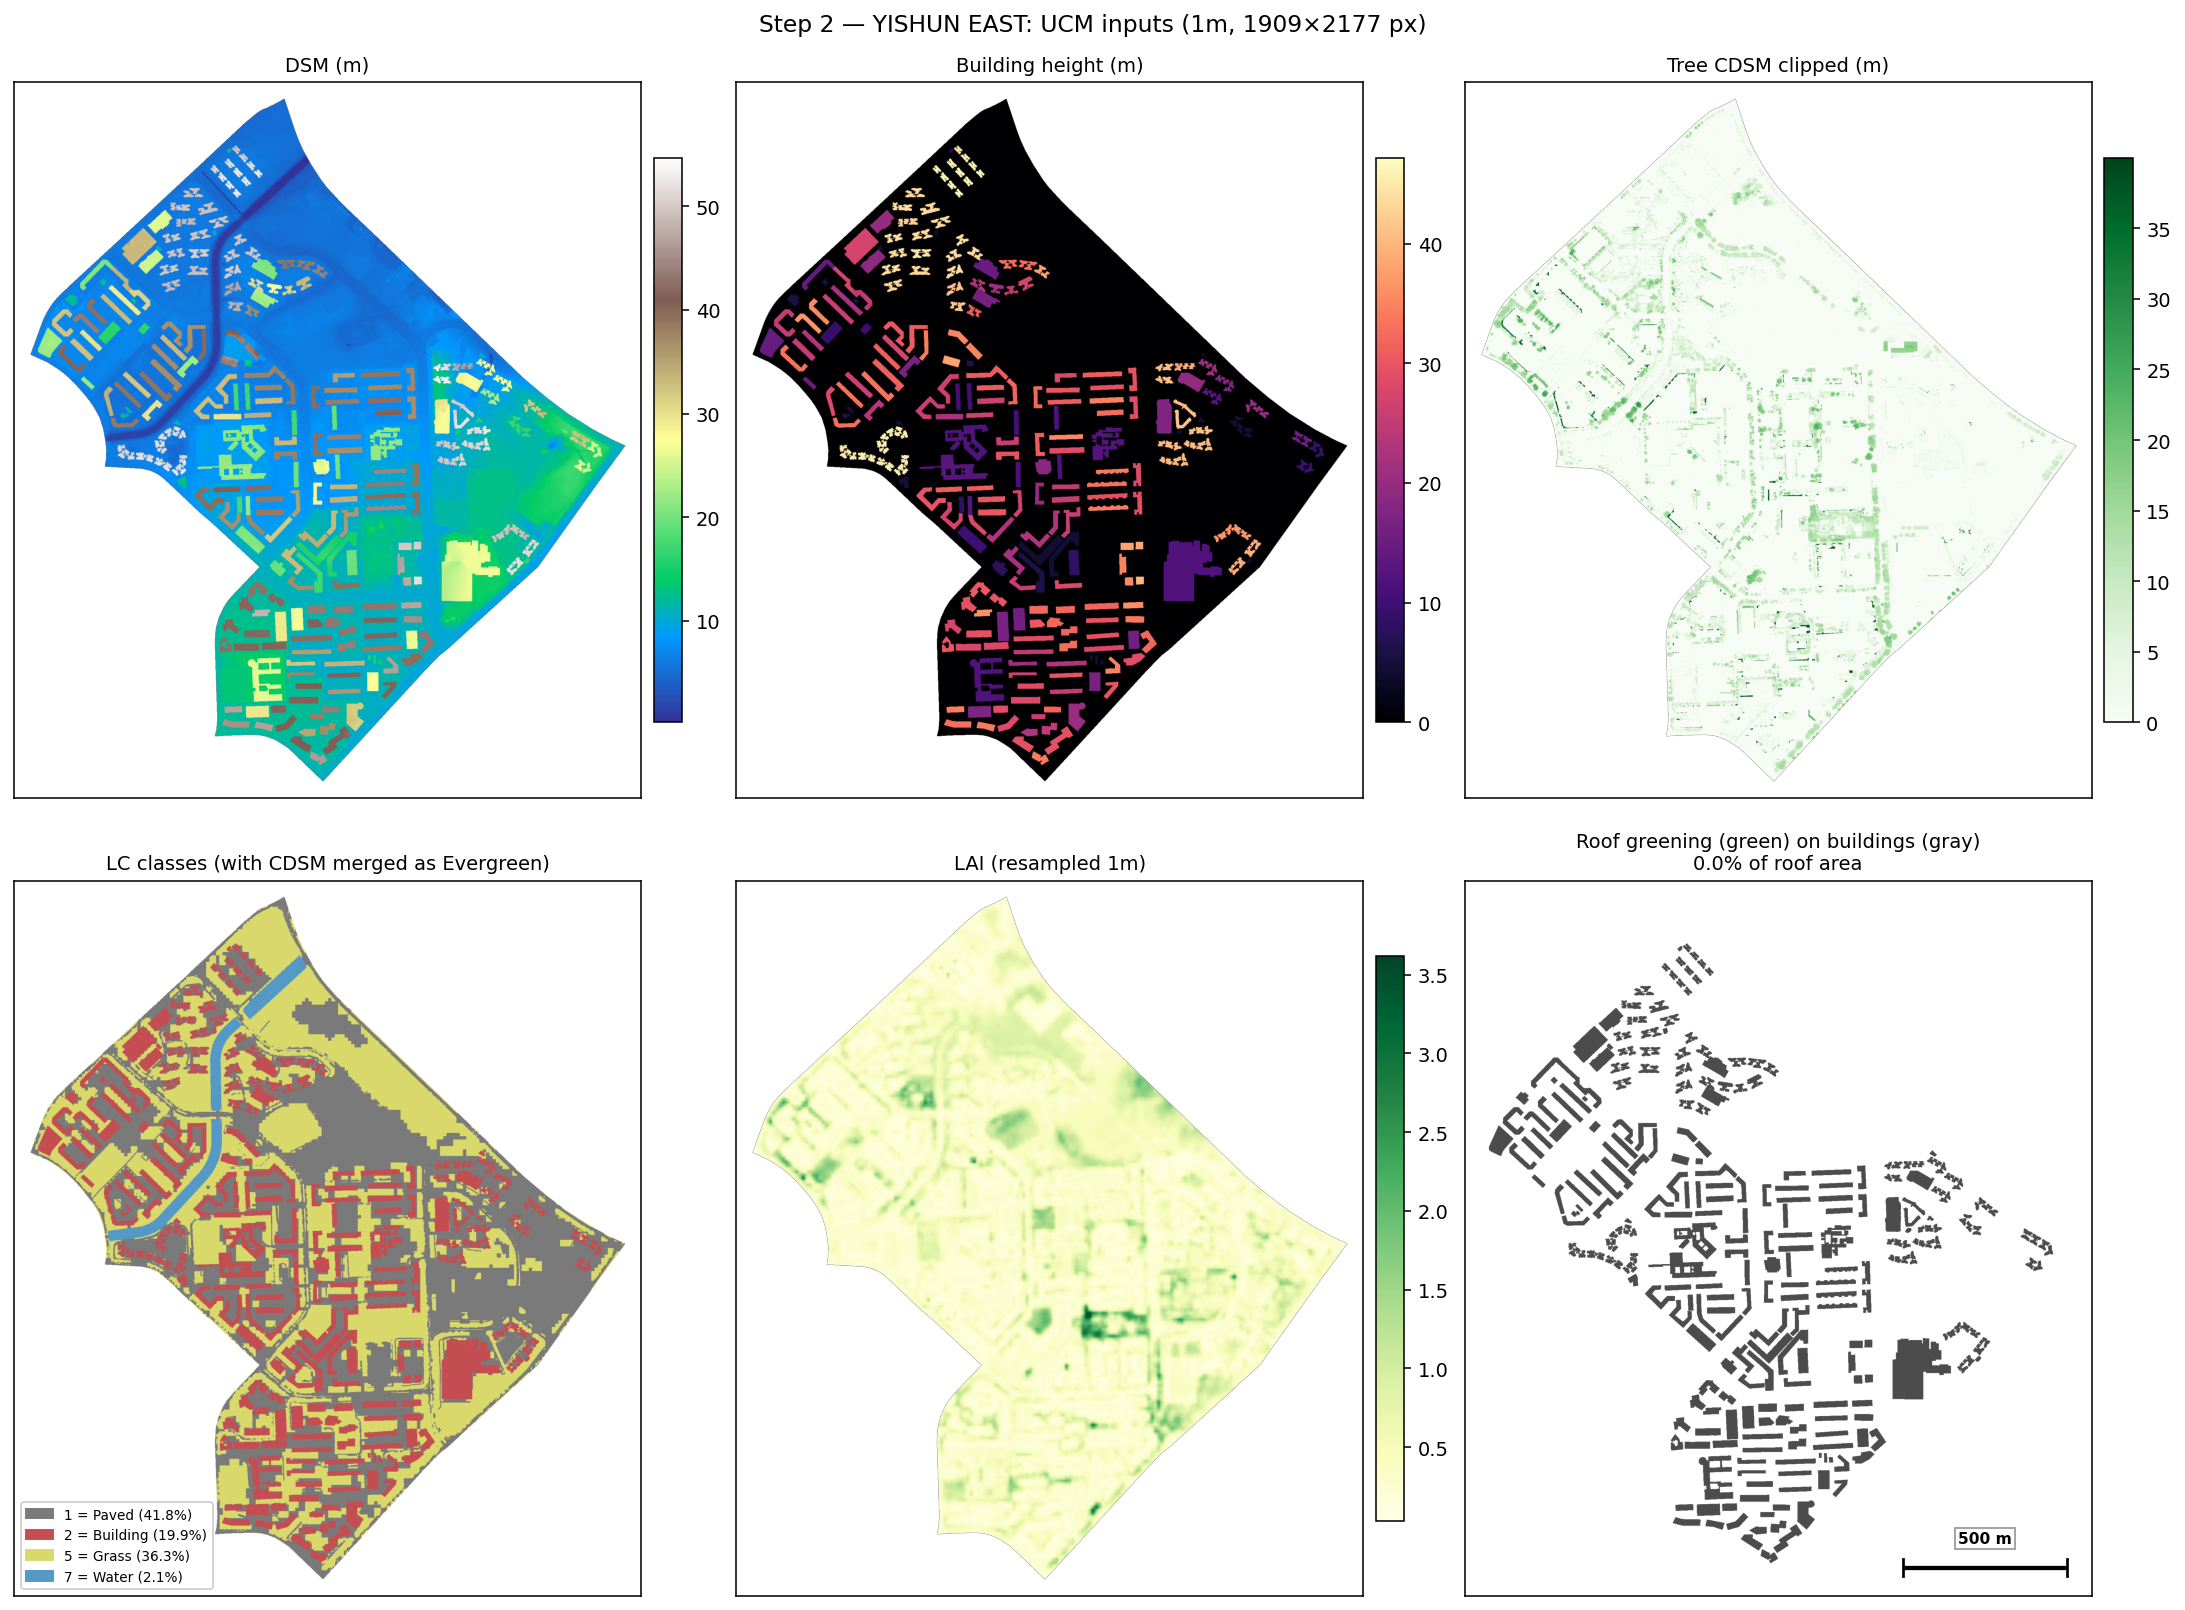 Step 2 — YISHUN EAST: UCM inputs (1m, 1909×2177 px)
DSM (m)
50
40
30
20
10
Building height (m)
40
30
20
10
0
Tree CDSM clipped (m)
35
30
25
20
15
10
5
0
LC classes (with CDSM merged as Evergreen)
1 = Paved (41.8%)
2 = Building (19.9%)
5 = Grass (36.3%)
7 = Water (2.1%)
LAI (resampled 1m)
3.5
3.0
2.5
2.0
1.5
1.0
0.5
Roof greening (green) on buildings (gray)
0.0% of roof area
500 m